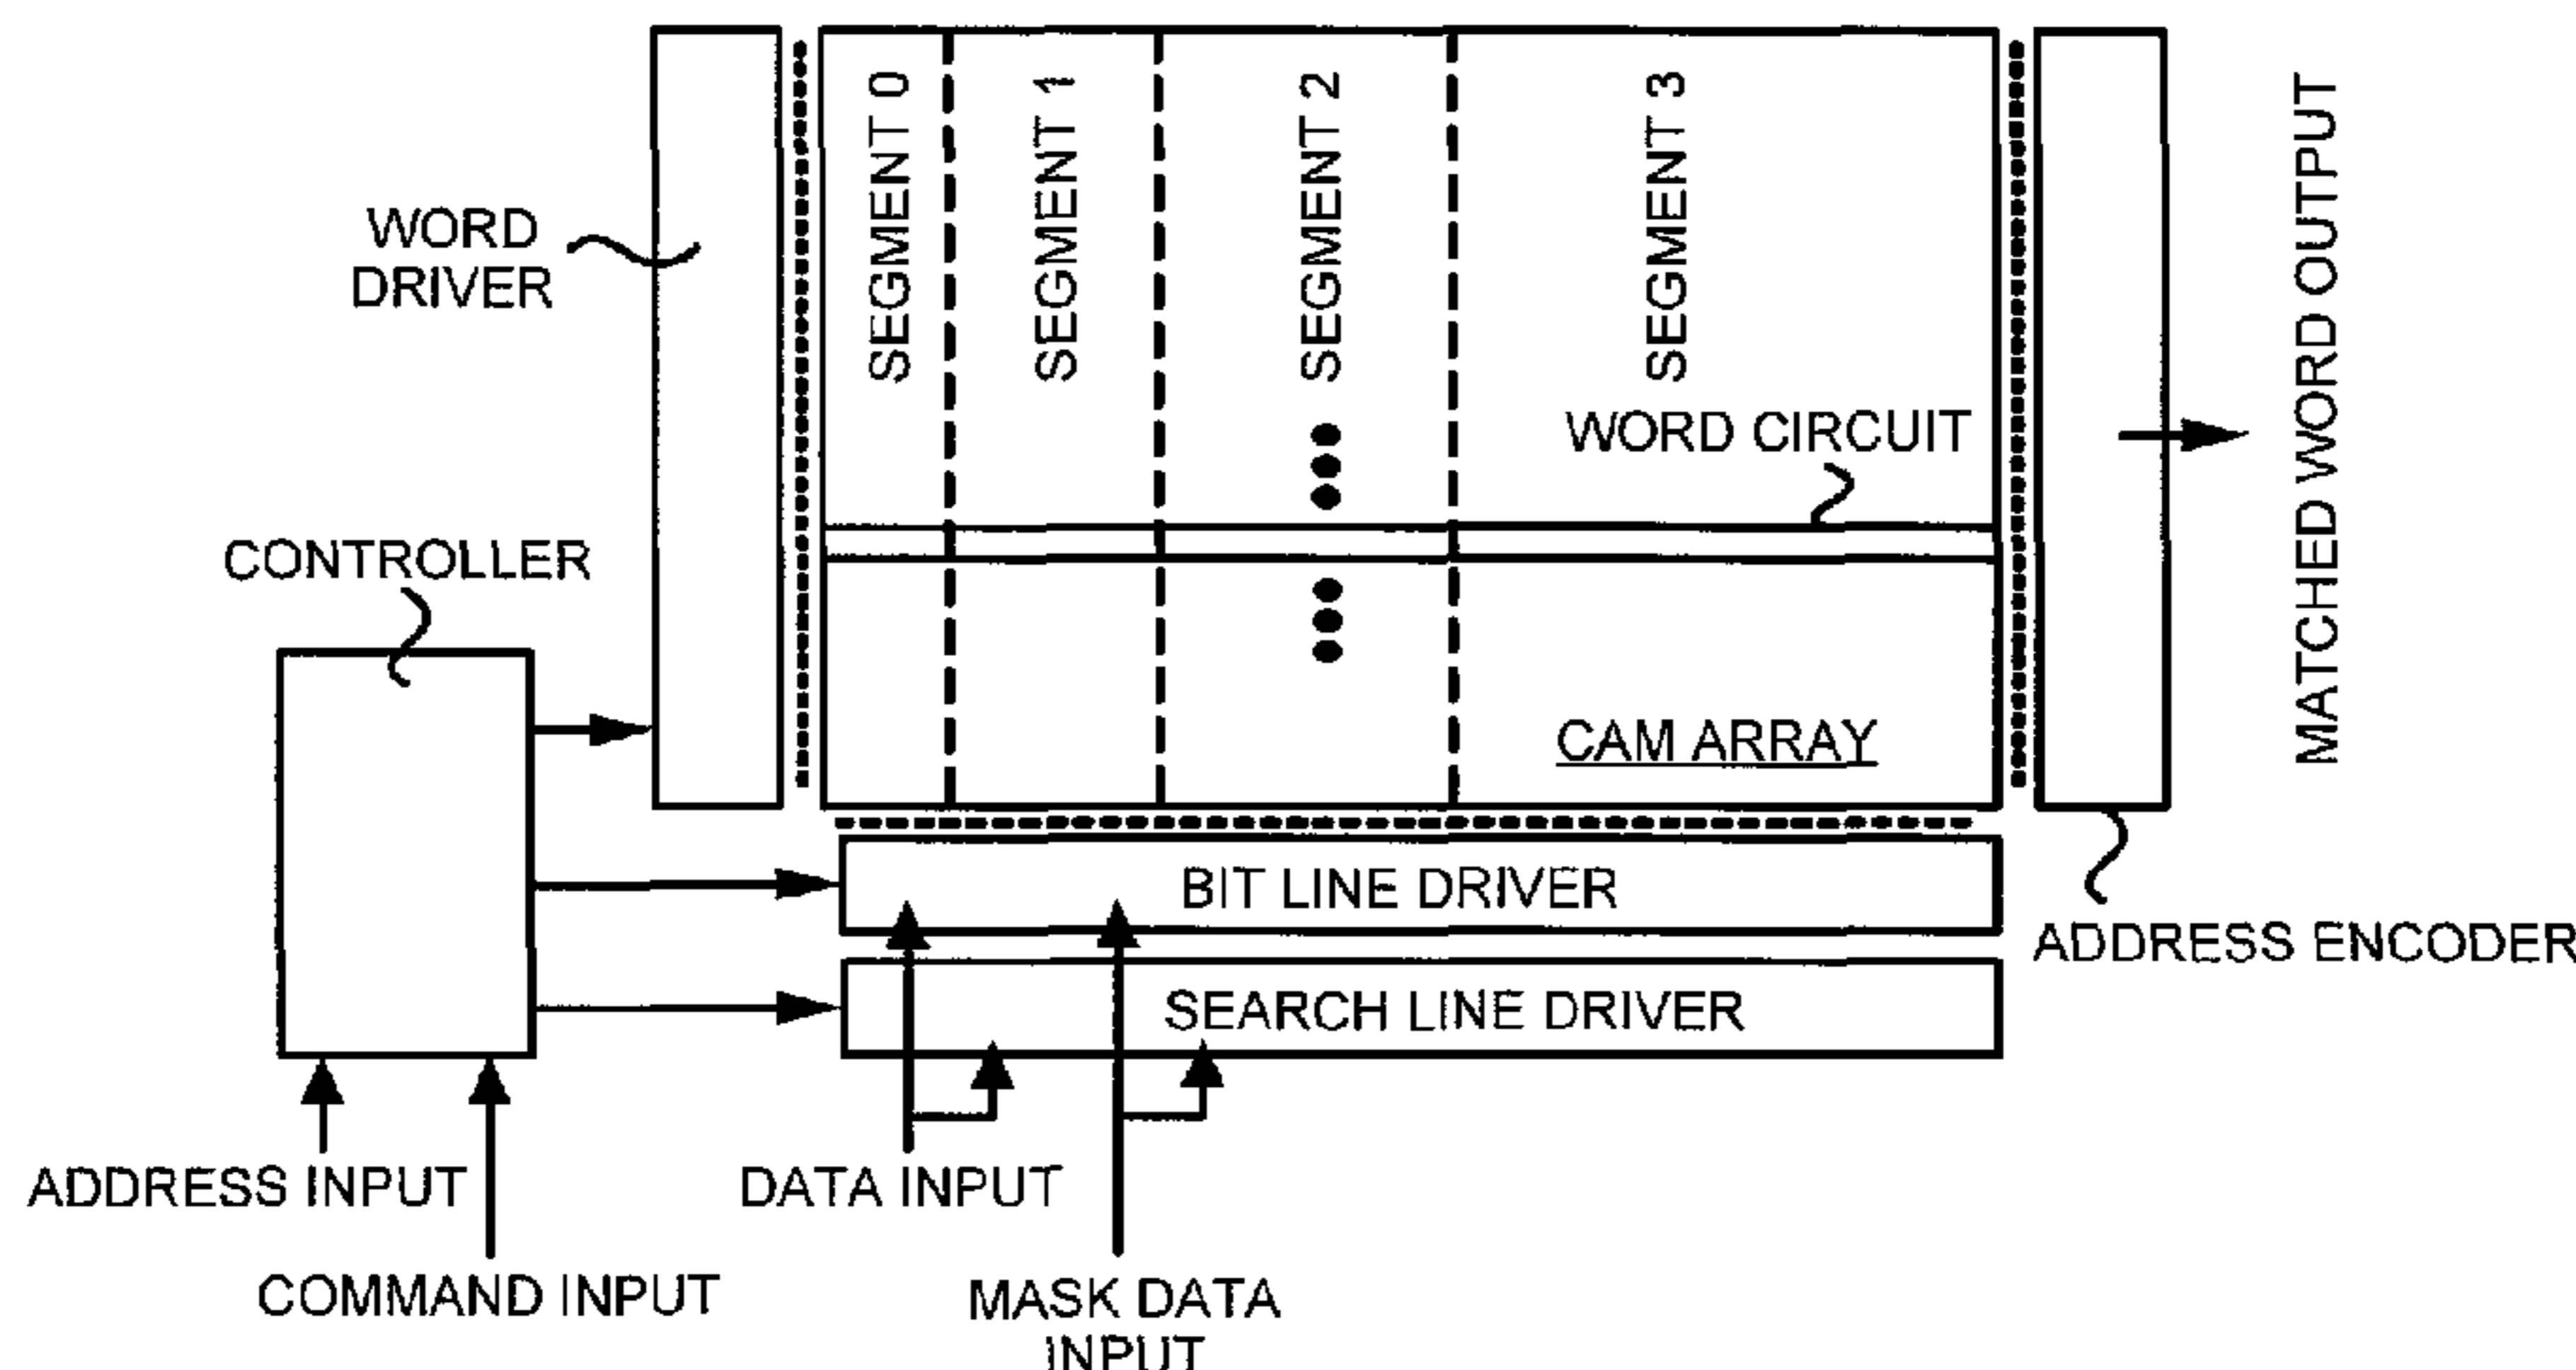 SEGMENT 0
SEGMENT 1
SEGMENT 2
SEGMENT 3
MATCHED WORD OUTPUT
WORD
DRIVER
WORD CIRCUIT
CONTROLLER
CAM ARRAY
BIT LINE DRIVER
ADDRESS ENCODER
SEARCH LINE DRIVER
ADDRESS INPUT
DATA INPUT
COMMAND INPUT
MASK DATA
INPUT